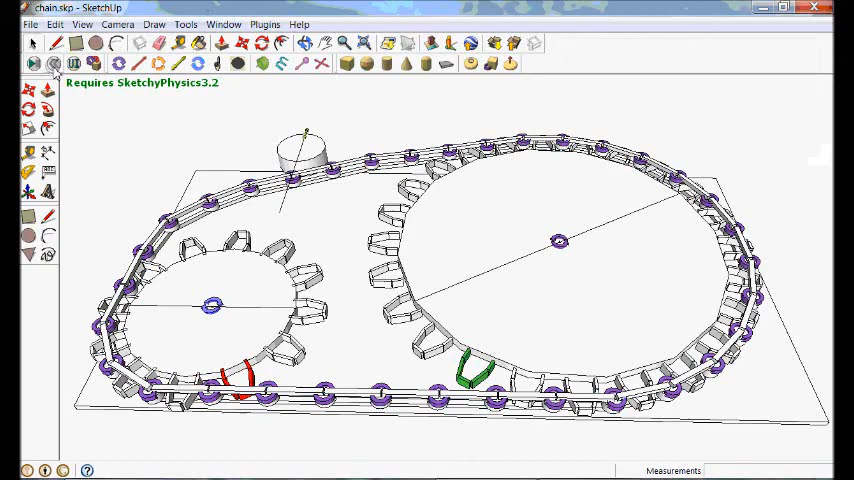 chain.skp - SketchUp
File Edit View Camera Draw Tools Window Plugins Help
Requires SketchyPhysics3.2
Measurements